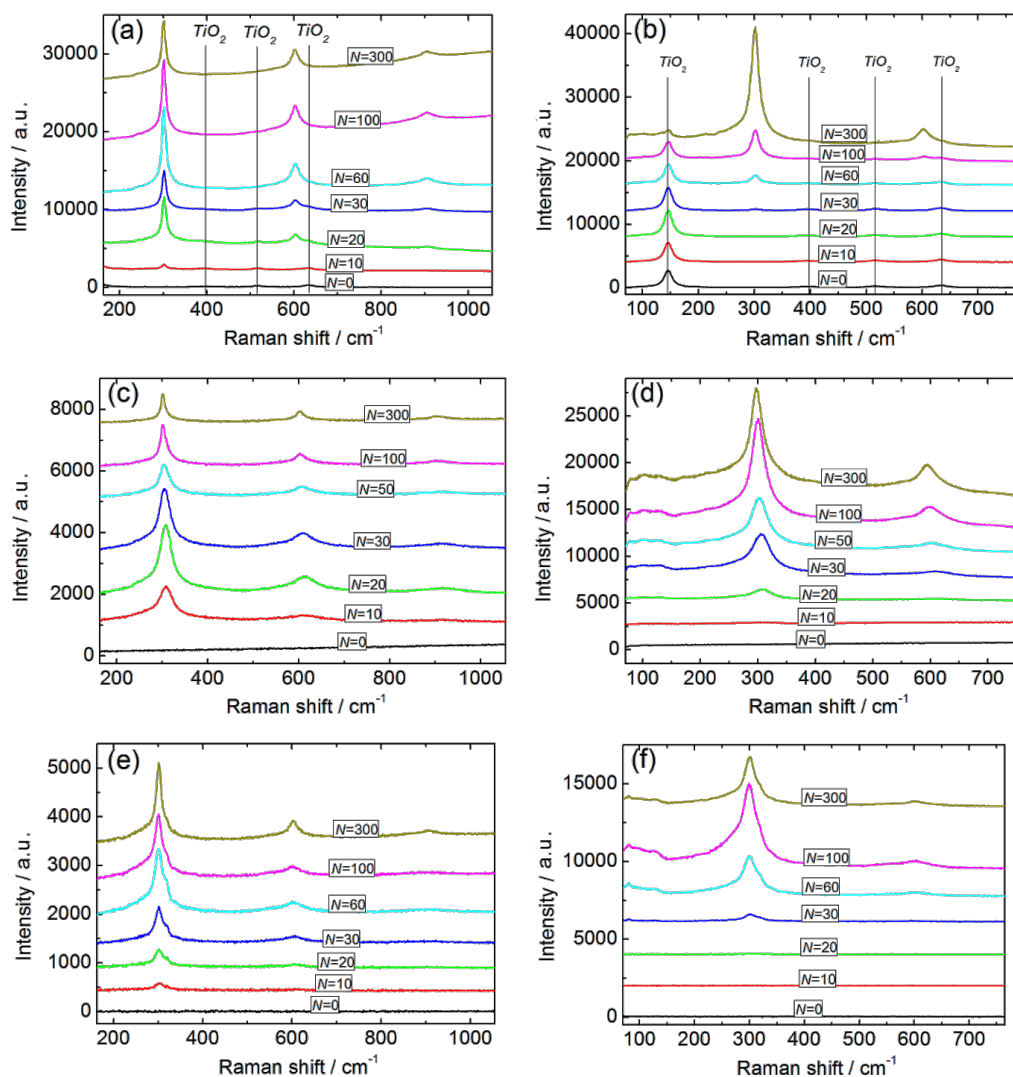 (a)
TiO2
TiO2
TiO2
N=300
N=100
N=60
N=30
N=20
N=10
N=0
30000
20000
10000
0
200 400 600 800 1000
Intensity / a.u.
Raman shift / cm-1
(b)
TiO2
TiO2
TiO2
TiO2
N=300
N=100
N=60
N=30
N=20
N=10
N=0
40000
30000
20000
10000
0
100 200 300 400 500 600 700
Intensity / a.u.
Raman shift / cm-1
(c)
N=300
N=100
N=50
N=30
N=20
N=10
N=0
8000
6000
4000
2000
0
200 400 600 800 1000
Intensity / a.u.
Raman shift / cm-1
(d)
N=300
N=100
N=50
N=30
N=20
N=10
N=0
25000
20000
15000
10000
5000
0
100 200 300 400 500 600 700
Intensity / a.u.
Raman shift / cm-1
(e)
N=300
N=100
N=60
N=30
N=20
N=10
N=0
5000
4000
3000
2000
1000
0
200 400 600 800 1000
Intensity / a.u.
Raman shift / cm-1
(f)
N=300
N=100
N=60
N=30
N=20
N=10
N=0
15000
10000
5000
0
100 200 300 400 500 600 700
Intensity / a.u.
Raman shift / cm-1